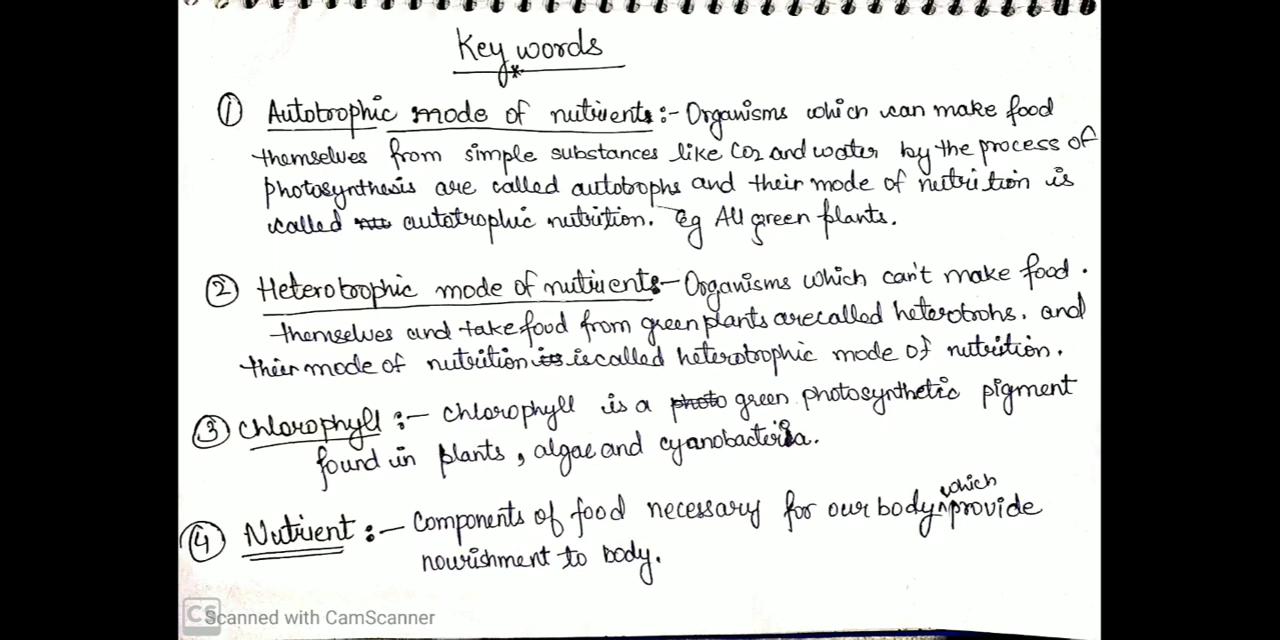 Key words
① Autotrophic mode of nutrients :- Organisms which can make food
themselves from simple substances like CO2 and water by the process of
photosynthesis are called autotrophs and their mode of nutrition is
called autotrophic nutrition. Eg All green plants.
② Heterotrophic mode of nutrients - Organisms which can't make food.
themselves and take food from green plants are called heterotrohs. and
their mode of nutrition is called heterotrophic mode of nutrition.
③ Chlorophyll :- Chlorophyll is a photo green photosynthetic pigment
found in plants, algae and cyanobacteria.
④ Nutrient :- Components of food necessary for our body which provide
nourishment to body.
CS Scanned with CamScanner